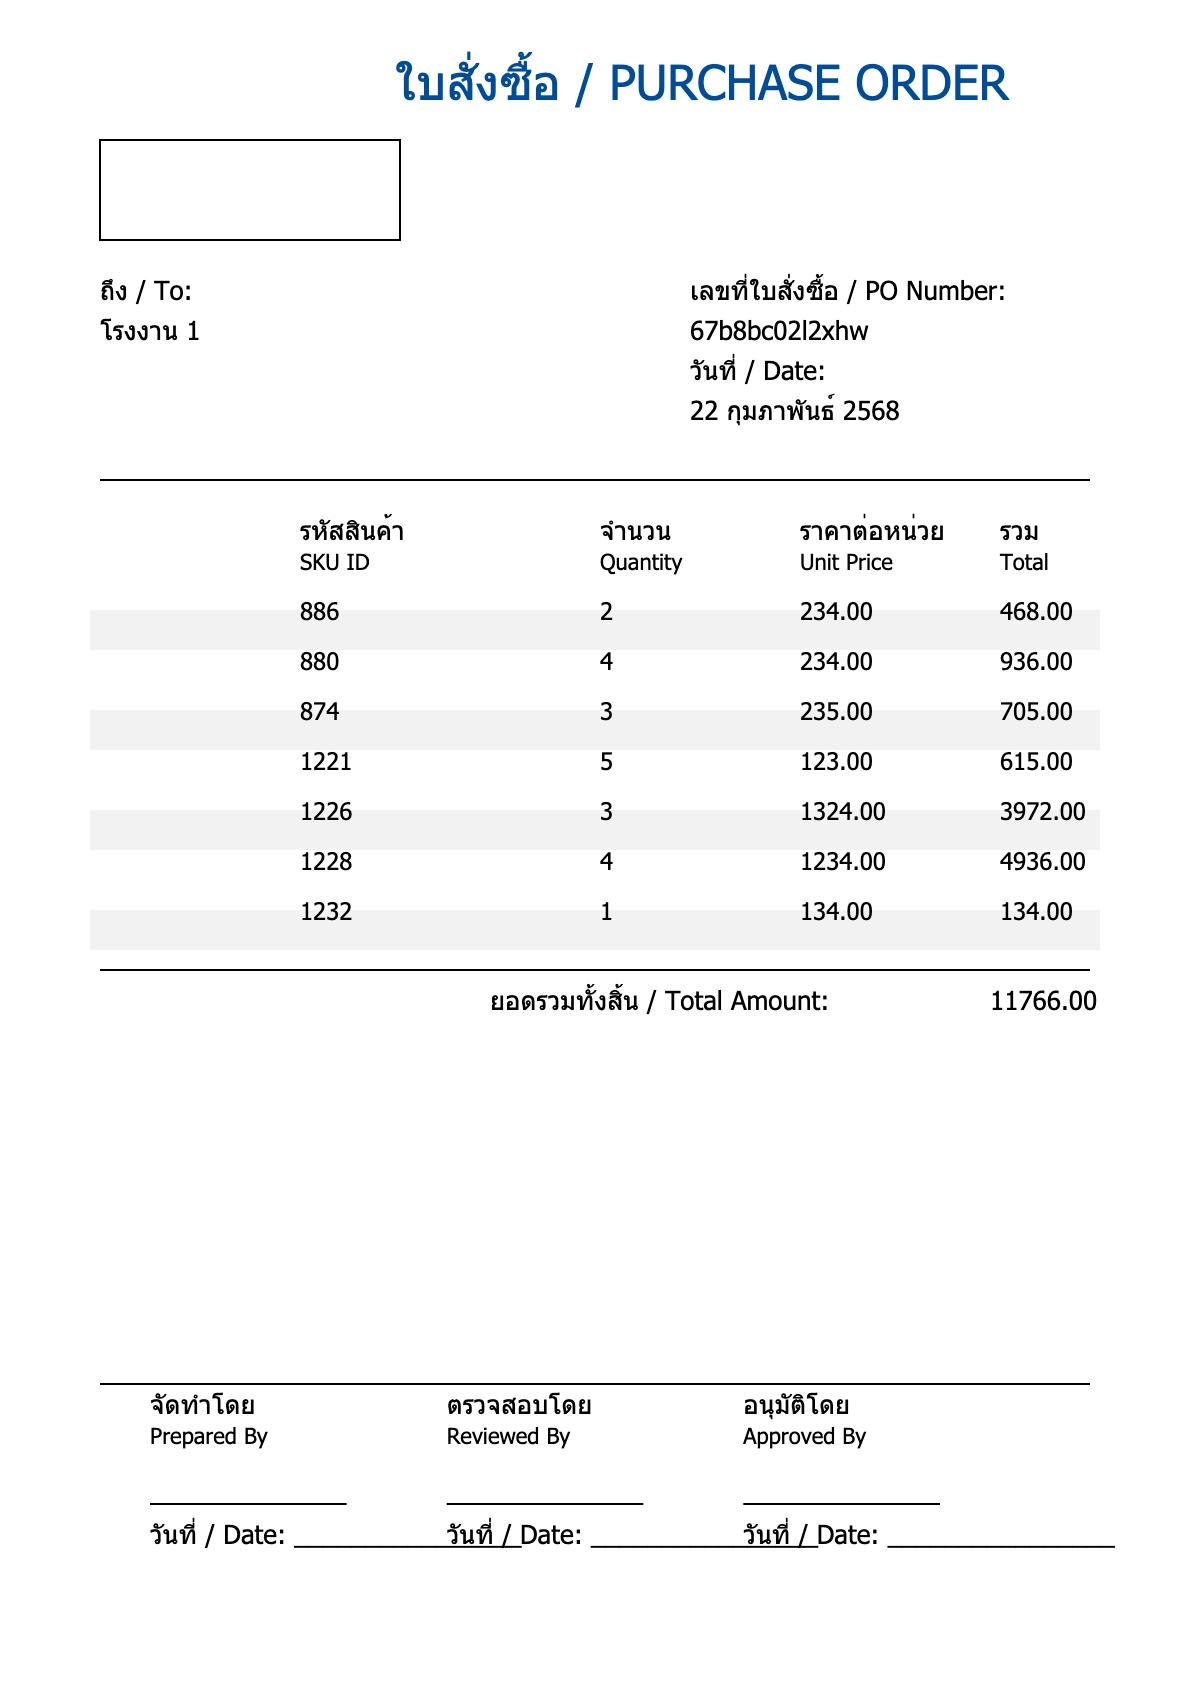 ใบสั่งซื้อ / PURCHASE ORDER
ถึง / To:
โรงงาน 1
เลขที่ใบสั่งซื้อ / PO Number:
67b8bc02l2xhw
วันที่ / Date:
22 กุมภาพันธ์ 2568
รหัสสินค้า จำนวน ราคาต่อหน่วย รวม
SKU ID Quantity Unit Price Total
886 2 234.00 468.00
880 4 234.00 936.00
874 3 235.00 705.00
1221 5 123.00 615.00
1226 3 1324.00 3972.00
1228 4 1234.00 4936.00
1232 1 134.00 134.00
ยอดรวมทั้งสิ้น / Total Amount: 11766.00
จัดทำโดย ตรวจสอบโดย อนุมัติโดย
Prepared By Reviewed By Approved By
วันที่ / Date: ________________ วันที่ / Date: ________________ วันที่ / Date: ________________